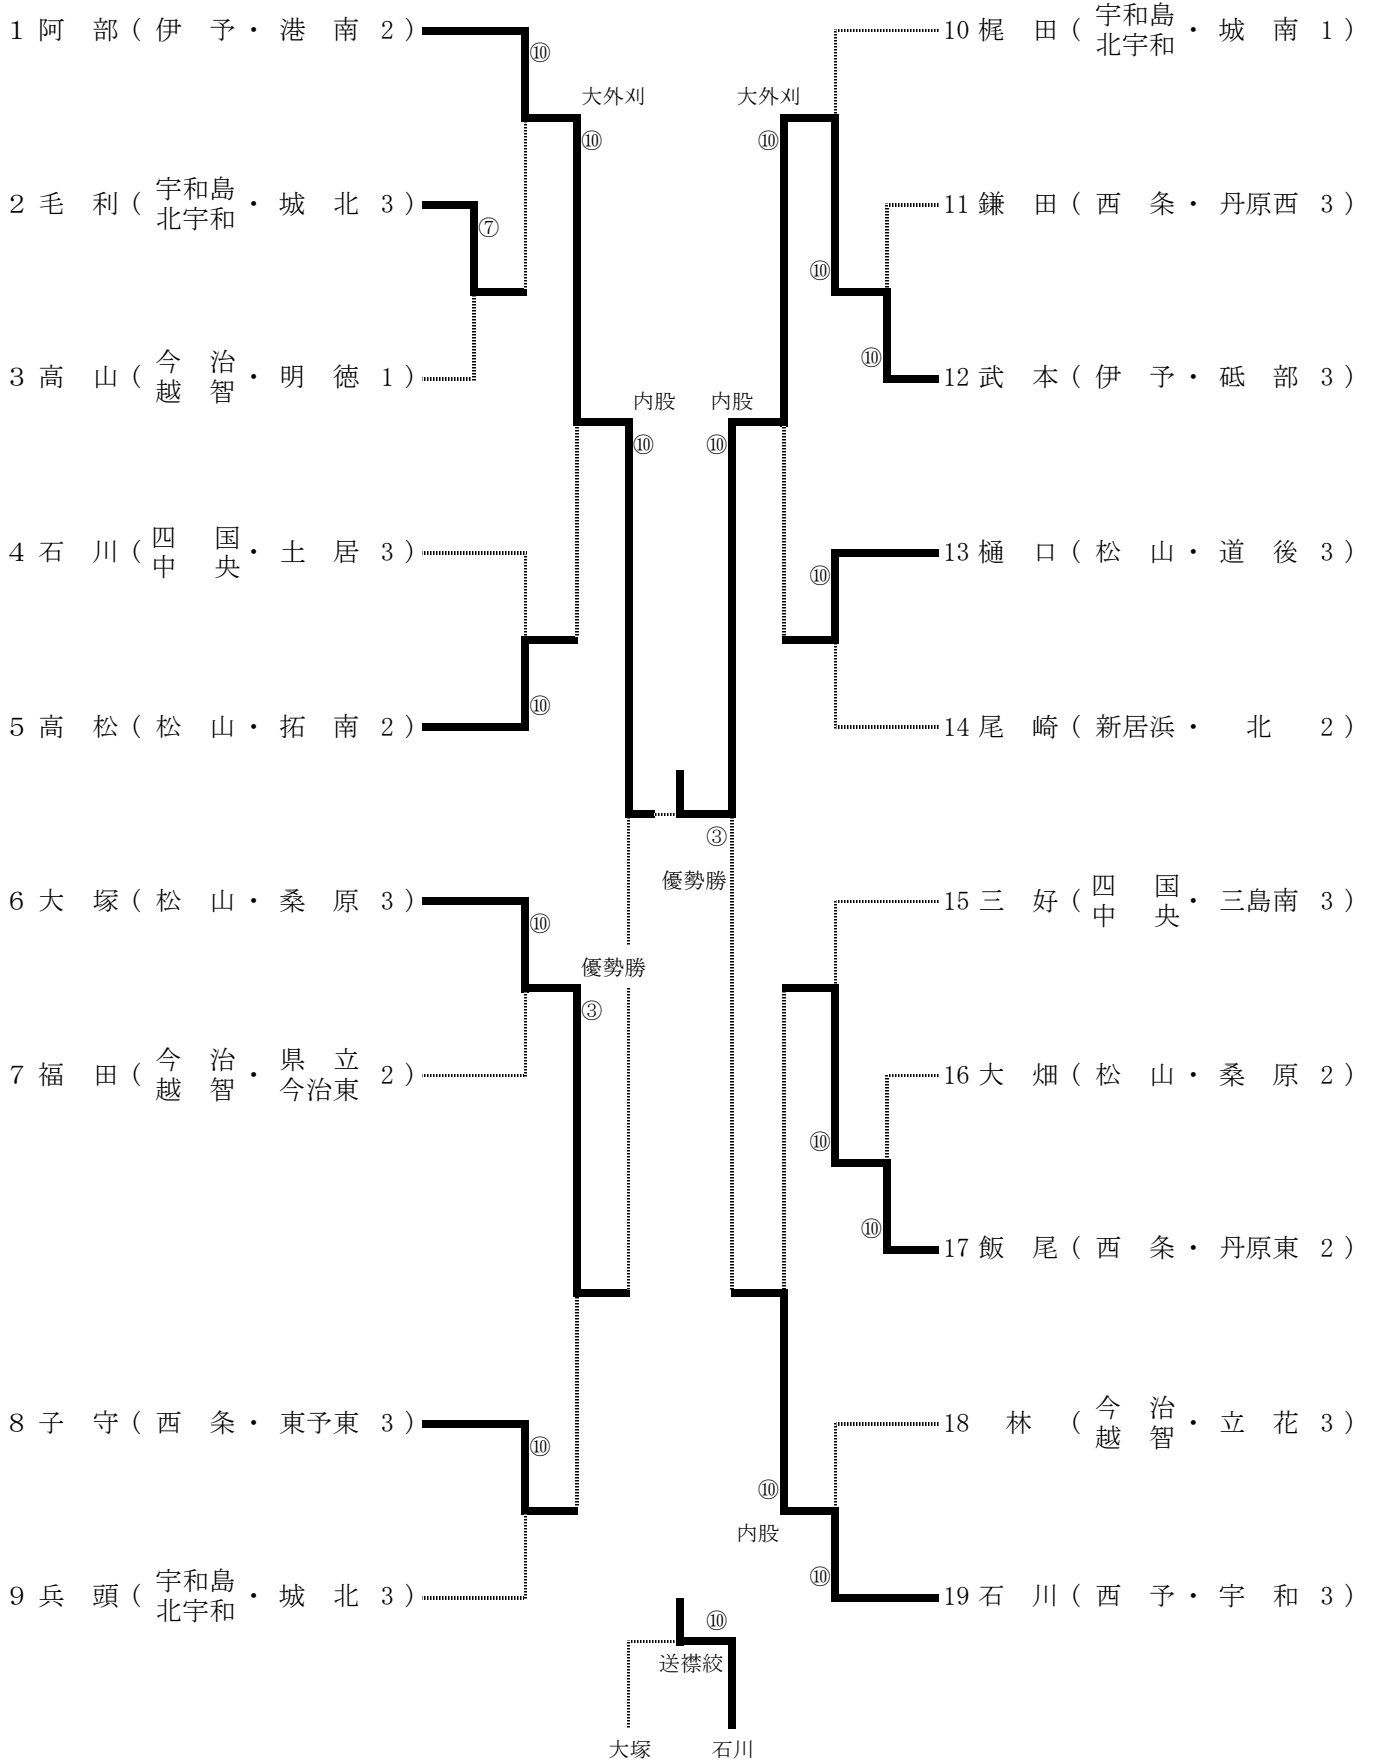 1 阿 部 ( 伊 予 ・ 港 南 2 )
⑩
大外刈
⑩
2 毛 利 ( 宇和島 北宇和 ・ 城 北 3 )
⑦
3 高 山 ( 今 治 越 智 ・ 明 徳 1 )
内股
⑩
4 石 川 ( 四 国 中 央 ・ 土 居 3 )
5 高 松 ( 松 山 ・ 拓 南 2 )
⑩
6 大 塚 ( 松 山 ・ 桑 原 3 )
⑩
優勢勝
③
7 福 田 ( 今 治 越 智 ・ 県 立 今治東 2 )
8 子 守 ( 西 条 ・ 東予東 3 )
⑩
9 兵 頭 ( 宇和島 北宇和 ・ 城 北 3 )
10 梶 田 ( 宇和島 北宇和 ・ 城 南 1 )
大外刈
⑩
11 鎌 田 ( 西 条 ・ 丹原西 3 )
⑩
⑩
12 武 本 ( 伊 予 ・ 砥 部 3 )
内股
⑩
13 樋 口 ( 松 山 ・ 道 後 3 )
⑩
14 尾 崎 ( 新居浜 ・ 北 2 )
③
優勢勝
15 三 好 ( 四 国 中 央 ・ 三島南 3 )
16 大 畑 ( 松 山 ・ 桑 原 2 )
⑩
⑩
17 飯 尾 ( 西 条 ・ 丹原東 2 )
18 林 ( 今 治 越 智 ・ 立 花 3 )
⑩
内股
⑩
19 石 川 ( 西 予 ・ 宇 和 3 )
⑩
送襟絞
大塚 石川